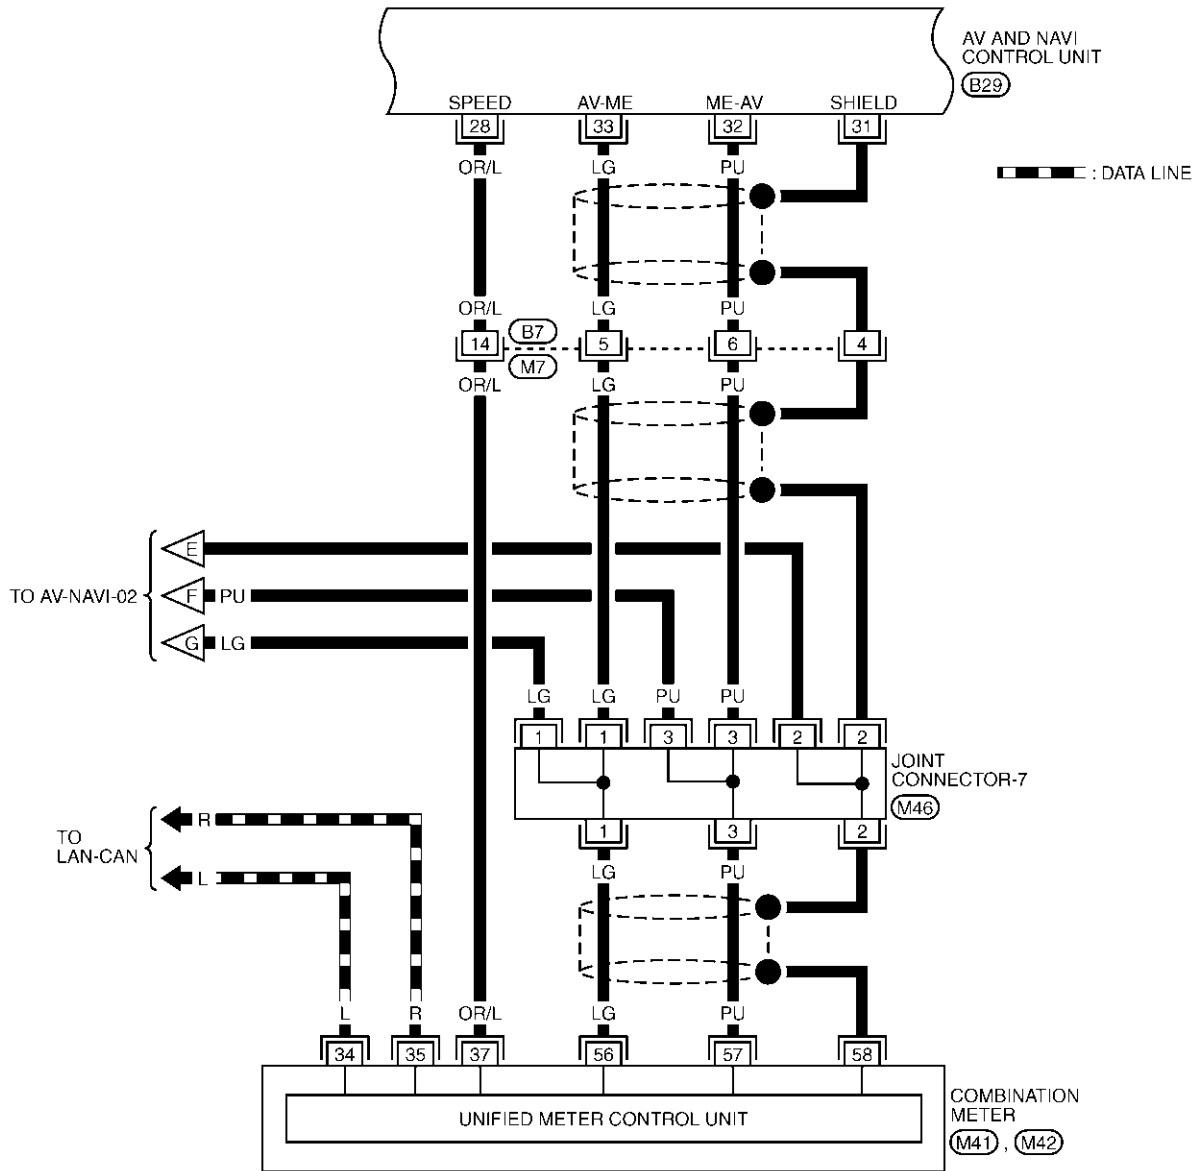 AV AND NAVI
CONTROL UNIT
B29
SPEED AV-ME ME-AV SHIELD
28 33 32 31
OR/L LG PU
: DATA LINE
OR/L LG PU
14 B7 5 6 4
M7
OR/L LG PU
E
TO AV-NAVI-02 F PU
G LG
LG LG PU PU
1 1 3 3 2 2
JOINT
CONNECTOR-7
M46
1 3 2
R
TO
LAN-CAN
L
LG PU
L R OR/L LG PU
34 35 37 56 57 58
UNIFIED METER CONTROL UNIT
COMBINATION
METER
M41 , M42